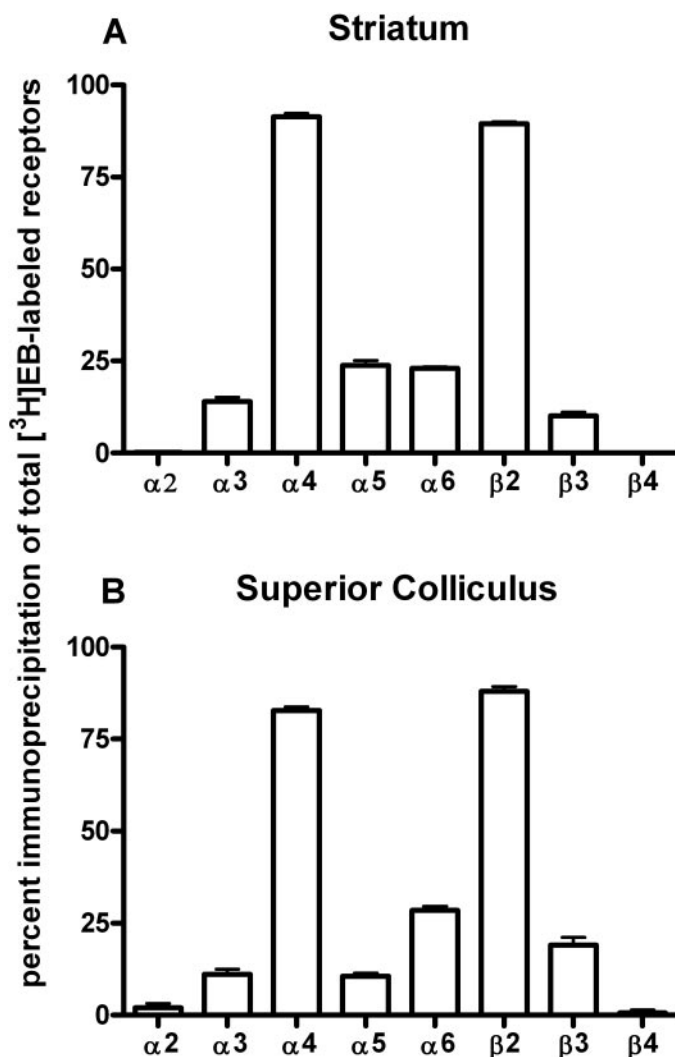 percent immunoprecipitation of total [³H]EB-labeled receptors
A Striatum
100
75
50
25
0
α2 α3 α4 α5 α6 β2 β3 β4
B Superior Colliculus
100
75
50
25
0
α2 α3 α4 α5 α6 β2 β3 β4